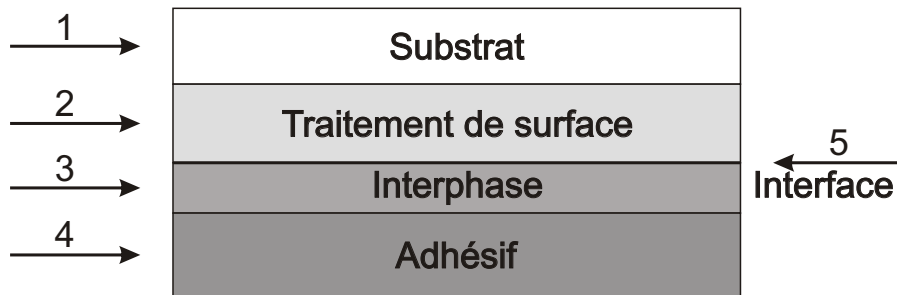 1
Substrat
2
Traitement de surface
5
3
Interphase
Interface
4
Adhésif